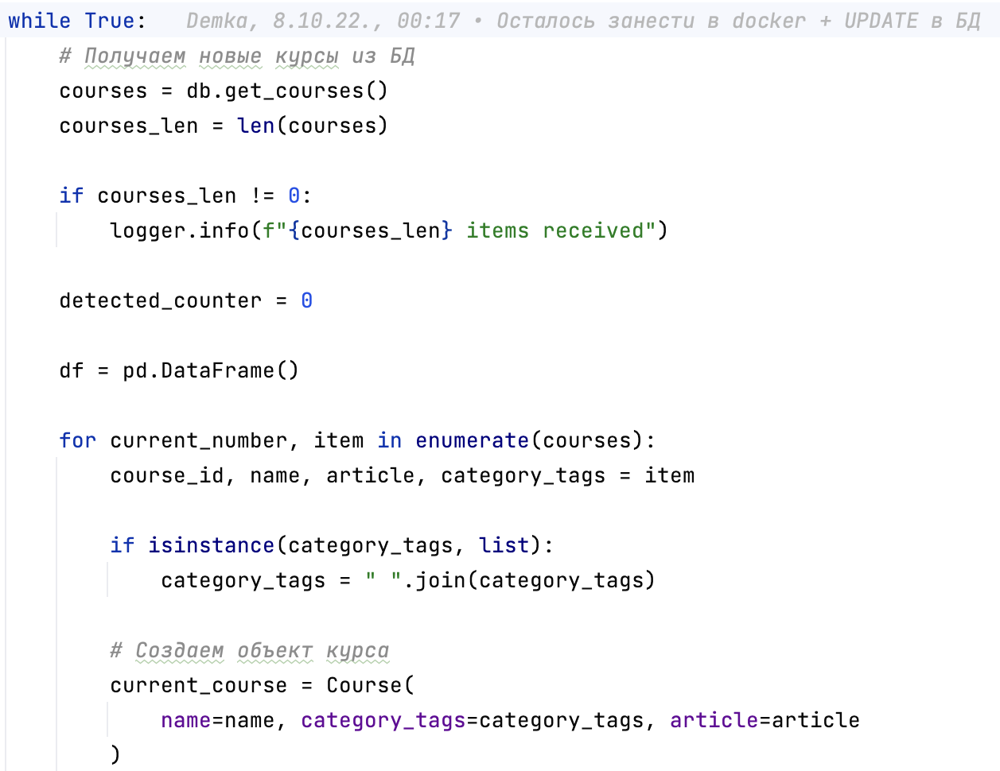 while True:    Demka, 8.10.22., 00:17 • Осталось занести в docker + UPDATE в БД
    # Получаем новые курсы из БД
    courses = db.get_courses()
    courses_len = len(courses)
    if courses_len != 0:
        logger.info(f"{courses_len} items received")
    detected_counter = 0
    df = pd.DataFrame()
    for current_number, item in enumerate(courses):
        course_id, name, article, category_tags = item
        if isinstance(category_tags, list):
            category_tags = " ".join(category_tags)
        # Создаем объект курса
        current_course = Course(
            name=name, category_tags=category_tags, article=article
        )